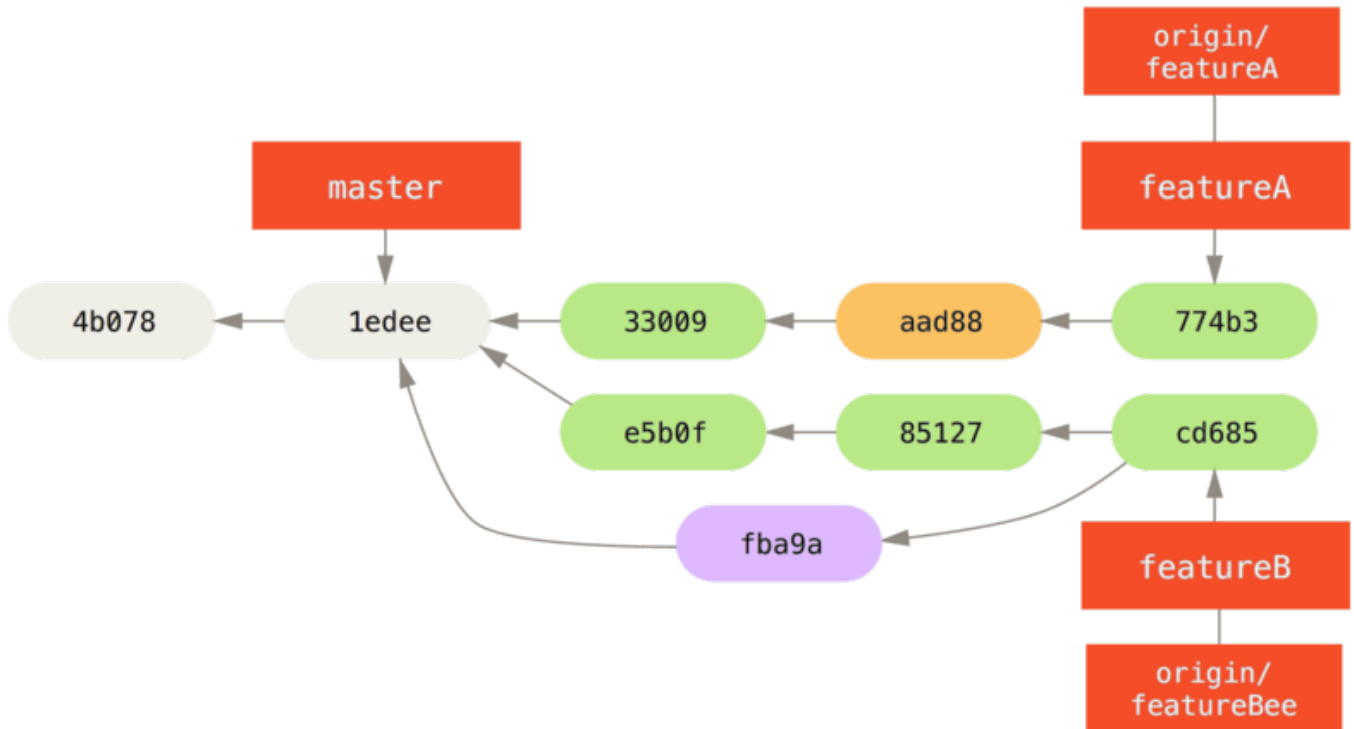 origin/
featureA
master
featureA
4b078
1edee
33009
aad88
774b3
e5b0f
85127
cd685
fba9a
featureB
origin/
featureBee